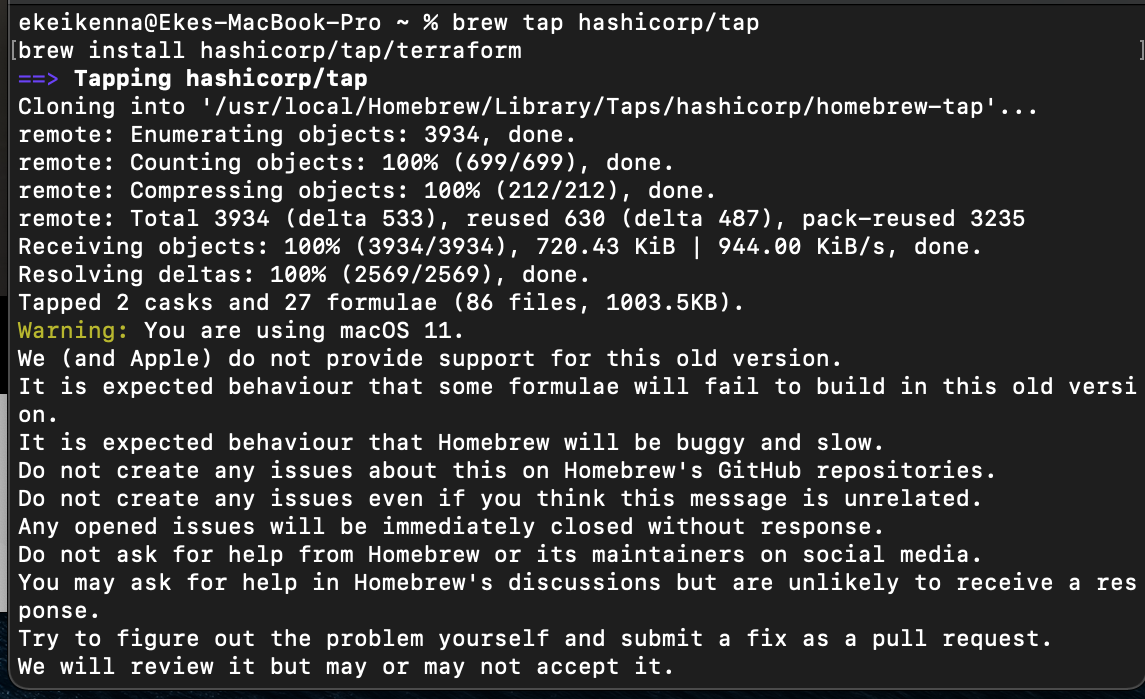 ekeikenna@Ekes-MacBook-Pro ~ % brew tap hashicorp/tap
[brew install hashicorp/tap/terraform ]
==> Tapping hashicorp/tap
Cloning into '/usr/local/Homebrew/Library/Taps/hashicorp/homebrew-tap'...
remote: Enumerating objects: 3934, done.
remote: Counting objects: 100% (699/699), done.
remote: Compressing objects: 100% (212/212), done.
remote: Total 3934 (delta 533), reused 630 (delta 487), pack-reused 3235
Receiving objects: 100% (3934/3934), 720.43 KiB | 944.00 KiB/s, done.
Resolving deltas: 100% (2569/2569), done.
Tapped 2 casks and 27 formulae (86 files, 1003.5KB).
Warning: You are using macOS 11.
We (and Apple) do not provide support for this old version.
It is expected behaviour that some formulae will fail to build in this old versi
on.
It is expected behaviour that Homebrew will be buggy and slow.
Do not create any issues about this on Homebrew's GitHub repositories.
Do not create any issues even if you think this message is unrelated.
Any opened issues will be immediately closed without response.
Do not ask for help from Homebrew or its maintainers on social media.
You may ask for help in Homebrew's discussions but are unlikely to receive a res
ponse.
Try to figure out the problem yourself and submit a fix as a pull request.
We will review it but may or may not accept it.